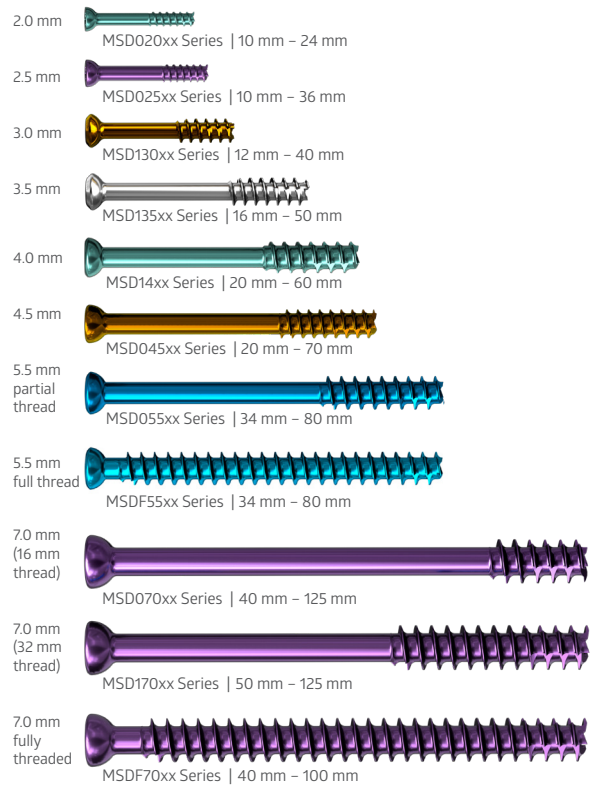 2.0 mm
MSD020xx Series | 10 mm – 24 mm
2.5 mm
MSD025xx Series | 10 mm – 36 mm
3.0 mm
MSD130xx Series | 12 mm – 40 mm
3.5 mm
MSD135xx Series | 16 mm – 50 mm
4.0 mm
MSD14xx Series | 20 mm – 60 mm
4.5 mm
MSD045xx Series | 20 mm – 70 mm
5.5 mm
partial
thread
MSD055xx Series | 34 mm – 80 mm
5.5 mm
full thread
MSDF55xx Series | 34 mm – 80 mm
7.0 mm
(16 mm
thread)
MSD070xx Series | 40 mm – 125 mm
7.0 mm
(32 mm
thread)
MSD170xx Series | 50 mm – 125 mm
7.0 mm
fully
threaded
MSDF70xx Series | 40 mm – 100 mm